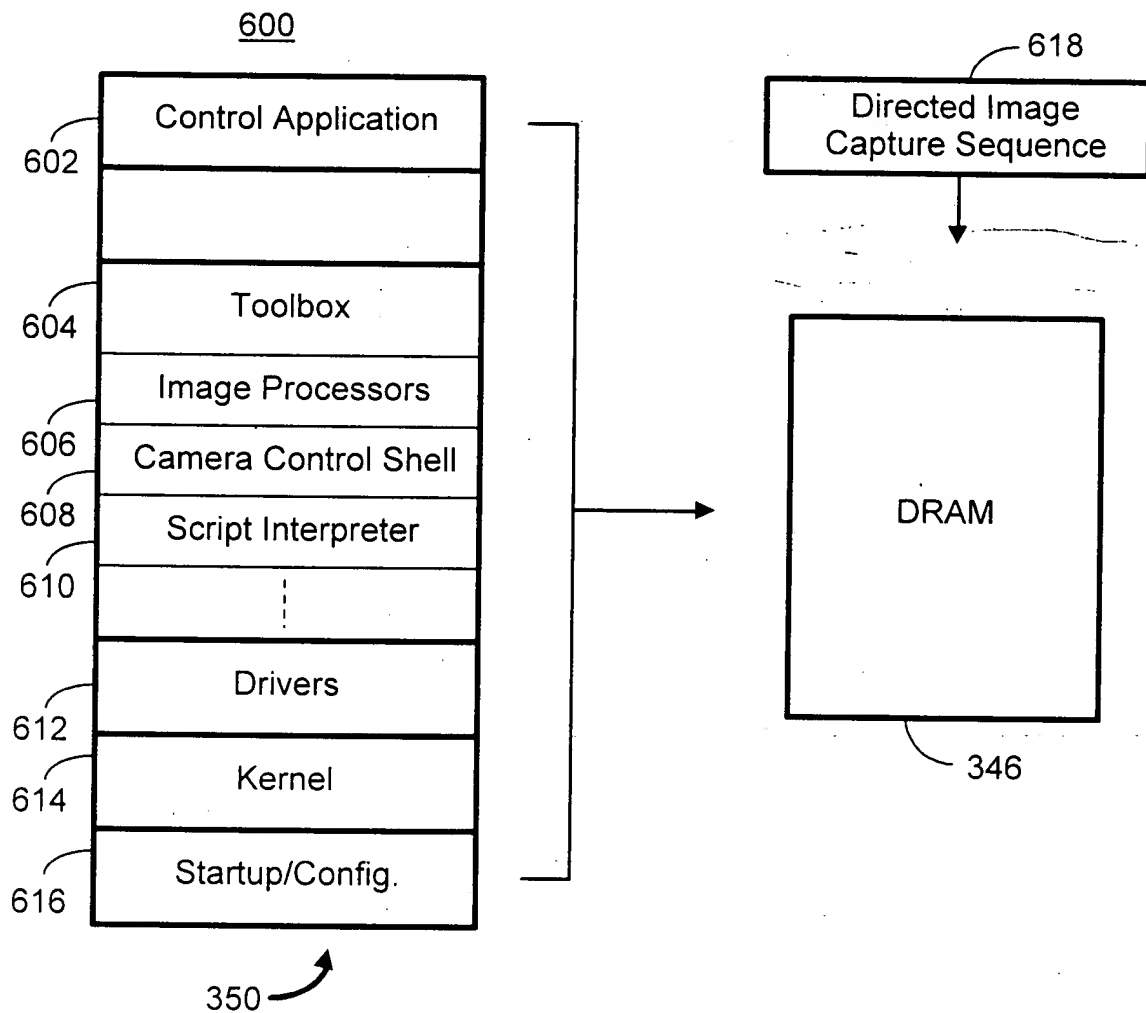 600
618
Control Application
602
Directed Image
Capture Sequence
Toolbox
604
Image Processors
606
Camera Control Shell
608
Script Interpreter
610
DRAM
Drivers
612
Kernel
614
346
Startup/Config.
616
350